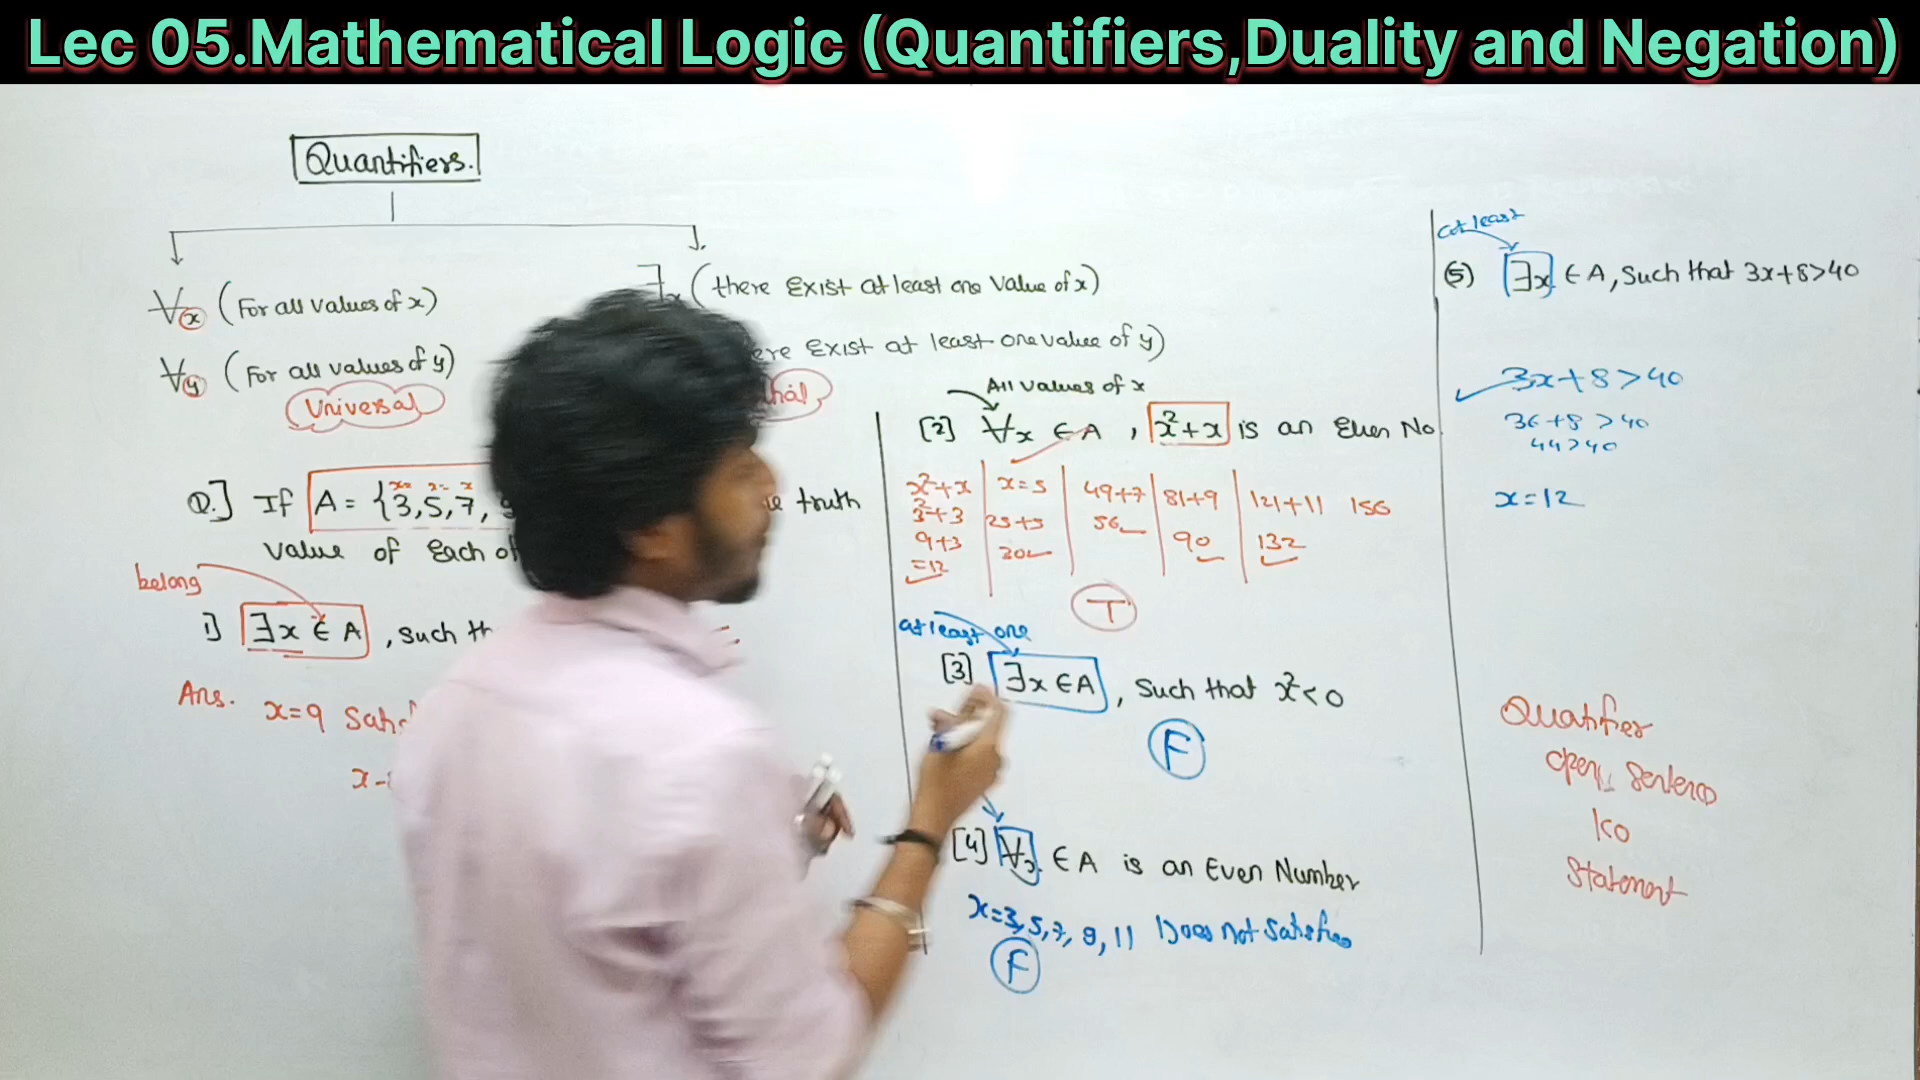 Lec 05.Mathematical Logic (Quantifiers,Duality and Negation)
Quantifiers.
∀x (For all values of x)
∀y (For all values of y)
Universal
(there Exist at least one value of x)
Exist at least one value of y)
Q.] If A = {3,5,7,
truth
value of Each of
belong
i) ∃x ∈ A , such th
Ans. x=9
All values of x
[2] ∀x ∈ A , x²+x is an Even No
x²+x
3²+3
9+3
=12
x=5
25+5
30
49+7
56
81+9
90
121+11
132
156
T
at least one
[3] ∃x ∈ A , Such that x²<0
F
[4] ∀x ∈ A is an Even Number
x=3,5,7,9,11 Does not Satisfies
F
at least
(5) ∃x ∈ A, Such that 3x+8>40
3x+8>40
36+8>40
44>40
x=12
Quatifier
open sentence
ko
Statement